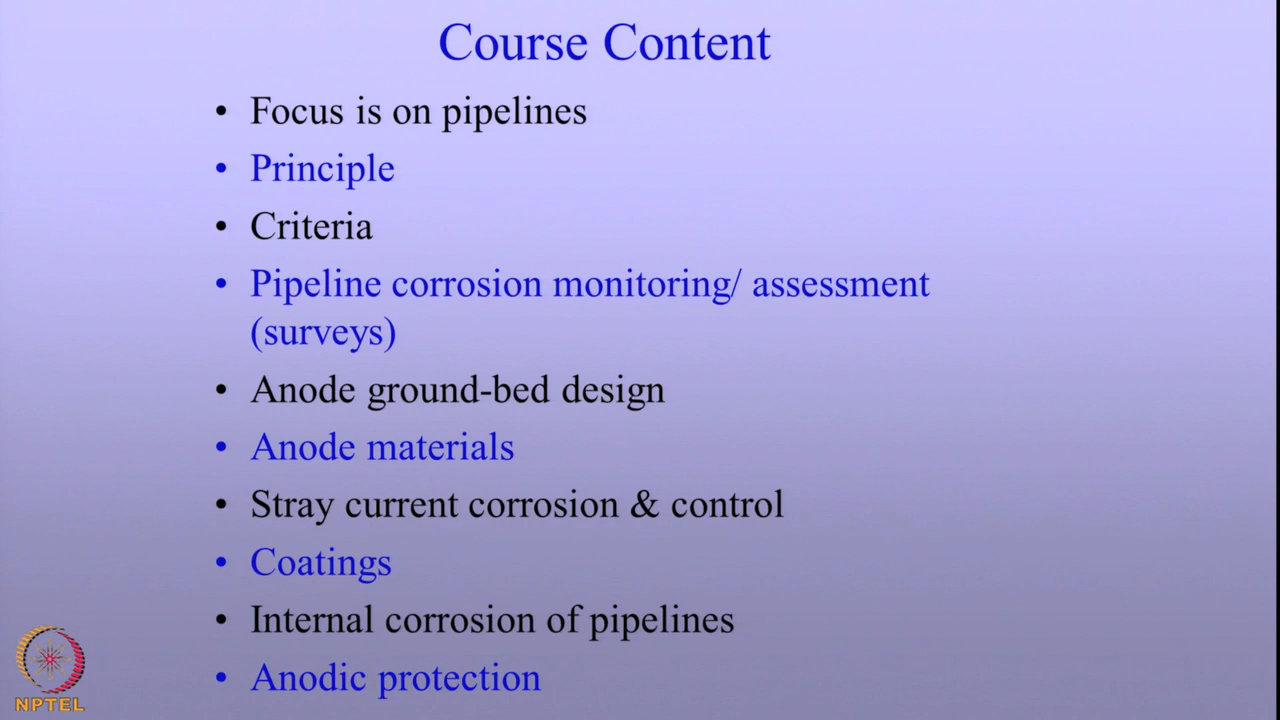 Course Content
• Focus is on pipelines
• Principle
• Criteria
• Pipeline corrosion monitoring/ assessment
(surveys)
• Anode ground-bed design
• Anode materials
• Stray current corrosion & control
• Coatings
• Internal corrosion of pipelines
• Anodic protection
NPTEL